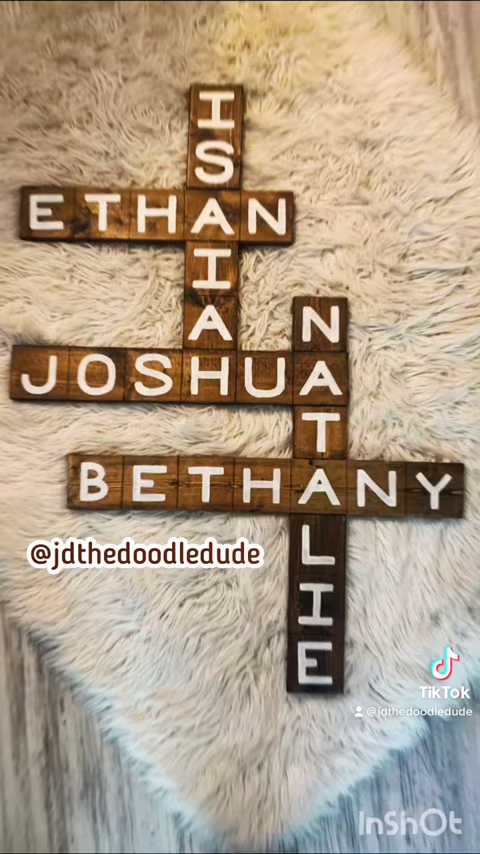 ISAIAH
ETHAN
NATALIE
JOSHUA
BETHANY
@jdthedoodledude
TikTok
@jdthedoodledude
InShOt